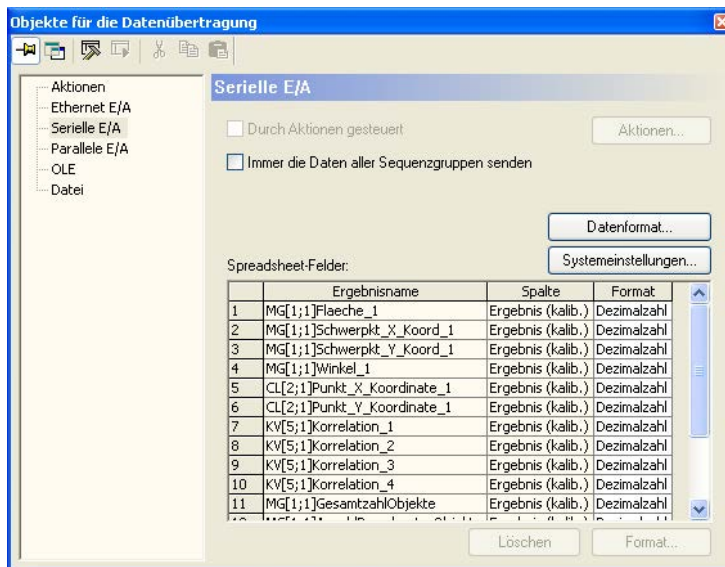 Objekte für die Datenübertragung
Aktionen
Ethernet E/A
Serielle E/A
Parallele E/A
OLE
Datei
Serielle E/A
Durch Aktionen gesteuert
Aktionen...
Immer die Daten aller Sequenzgruppen senden
Datenformat...
Systemeinstellungen...
Spreadsheet-Felder:
Ergebnisname Spalte Format
1 MG[1;1]Flaeche_1 Ergebnis (kalib.) Dezimalzahl
2 MG[1;1]Schwerpkt_X_Koord_1 Ergebnis (kalib.) Dezimalzahl
3 MG[1;1]Schwerpkt_Y_Koord_1 Ergebnis (kalib.) Dezimalzahl
4 MG[1;1]Winkel_1 Ergebnis (kalib.) Dezimalzahl
5 CL[2;1]Punkt_X_Koordinate_1 Ergebnis (kalib.) Dezimalzahl
6 CL[2;1]Punkt_Y_Koordinate_1 Ergebnis (kalib.) Dezimalzahl
7 KV[5;1]Korrelation_1 Ergebnis (kalib.) Dezimalzahl
8 KV[5;1]Korrelation_2 Ergebnis (kalib.) Dezimalzahl
9 KV[5;1]Korrelation_3 Ergebnis (kalib.) Dezimalzahl
10 KV[5;1]Korrelation_4 Ergebnis (kalib.) Dezimalzahl
11 MG[1;1]GesamtzahlObjekte Ergebnis (kalib.) Dezimalzahl
Löschen
Format...